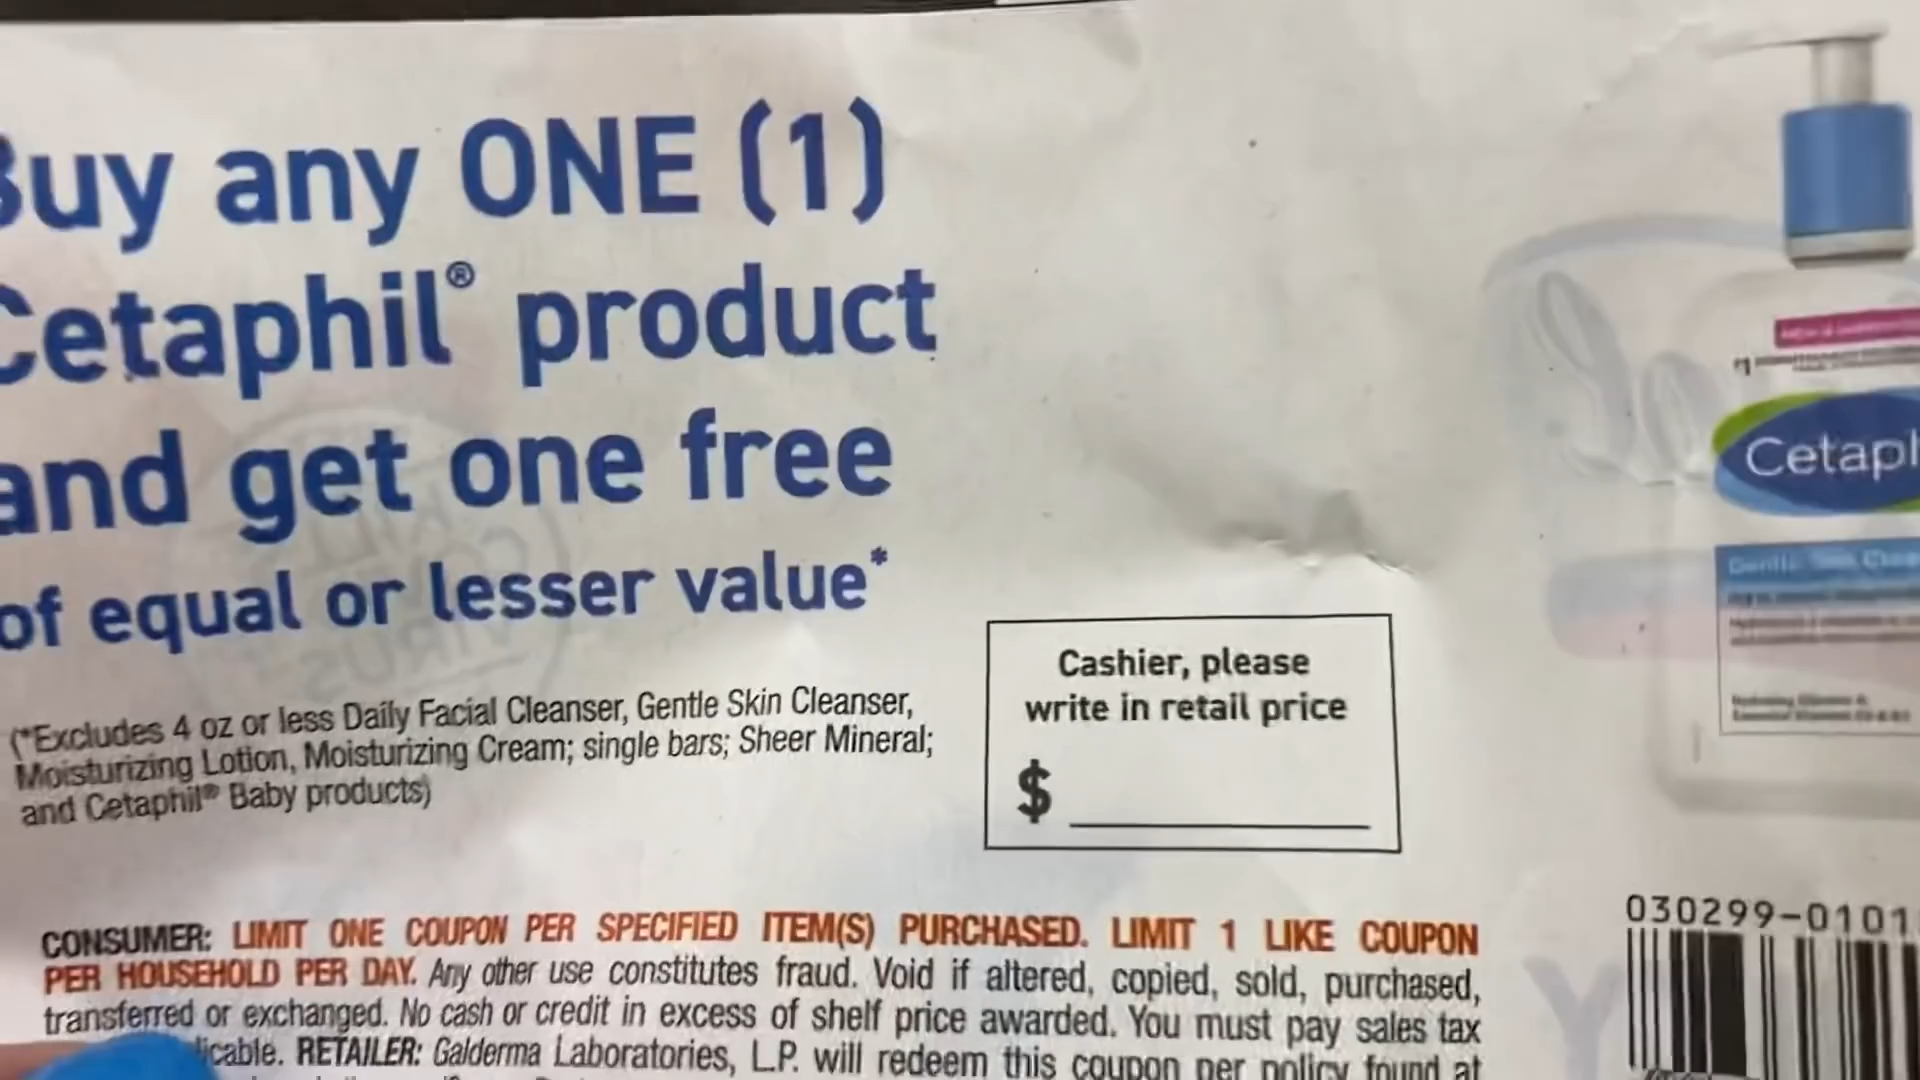 Buy any ONE (1)
Cetaphil® product
and get one free
of equal or lesser value*
(*Excludes 4 oz or less Daily Facial Cleanser, Gentle Skin Cleanser,
Moisturizing Lotion, Moisturizing Cream; single bars; Sheer Mineral;
and Cetaphil® Baby products)
Cashier, please
write in retail price
$
#1
Cetaph
Gentle Skin Clean
CONSUMER: LIMIT ONE COUPON PER SPECIFIED ITEM(S) PURCHASED. LIMIT 1 LIKE COUPON
PER HOUSEHOLD PER DAY. Any other use constitutes fraud. Void if altered, copied, sold, purchased,
transferred or exchanged. No cash or credit in excess of shelf price awarded. You must pay sales tax
licable. RETAILER: Galderma Laboratories, L.P. will redeem this coupon per policy found at
030299-0101